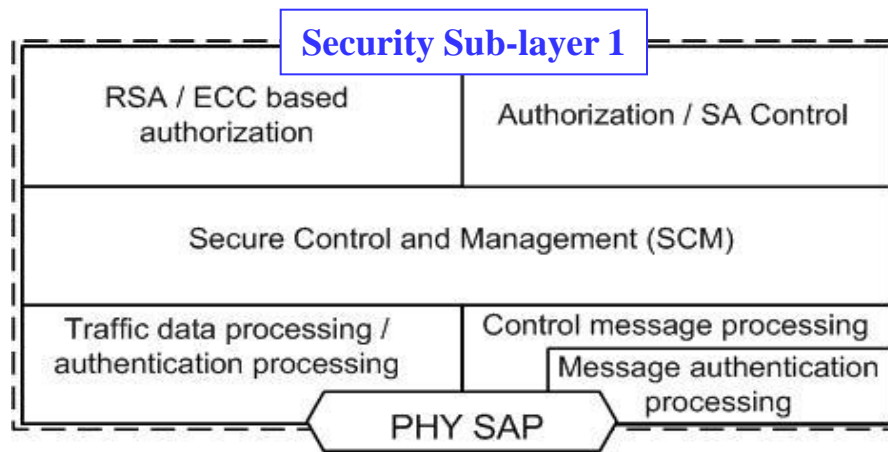 Security Sub-layer 1
RSA / ECC based
authorization
Authorization / SA Control
Secure Control and Management (SCM)
Traffic data processing /
authentication processing
Control message processing
Message authentication
processing
PHY SAP